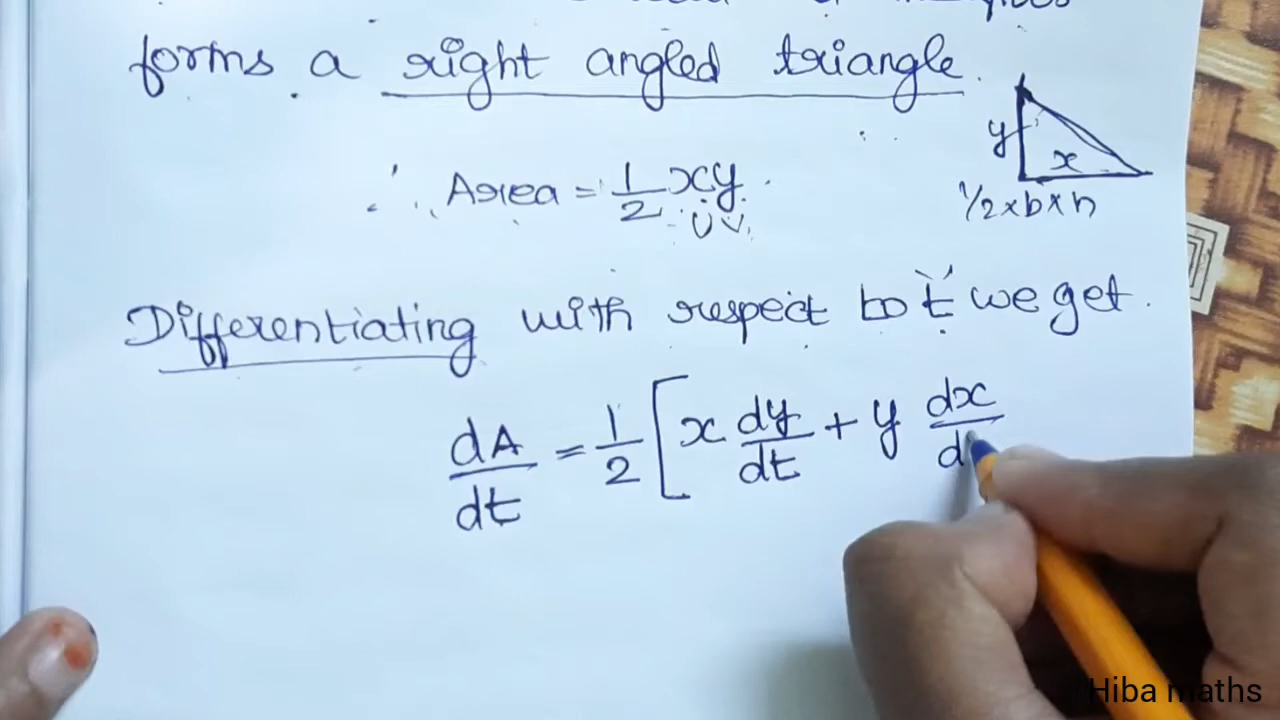 forms a right angled triangle.
y
x
∴ Area = 1/2 xy.
U V
1/2 × b × h
Differentiating with respect to 't' we get.
dA/dt = 1/2 [x dy/dt + y dx/d
Hiba maths